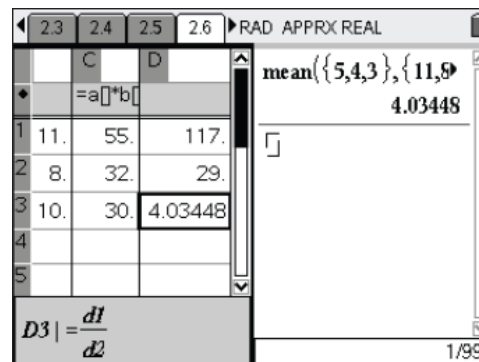 2.3 2.4 2.5 2.6 RAD APPRX REAL
C D
=a[]*b[
1 11. 55. 117.
2 8. 32. 29.
3 10. 30. 4.03448
4
5
D3 | = d1
d2
mean({5,4,3},{11,8
4.03448
1/99